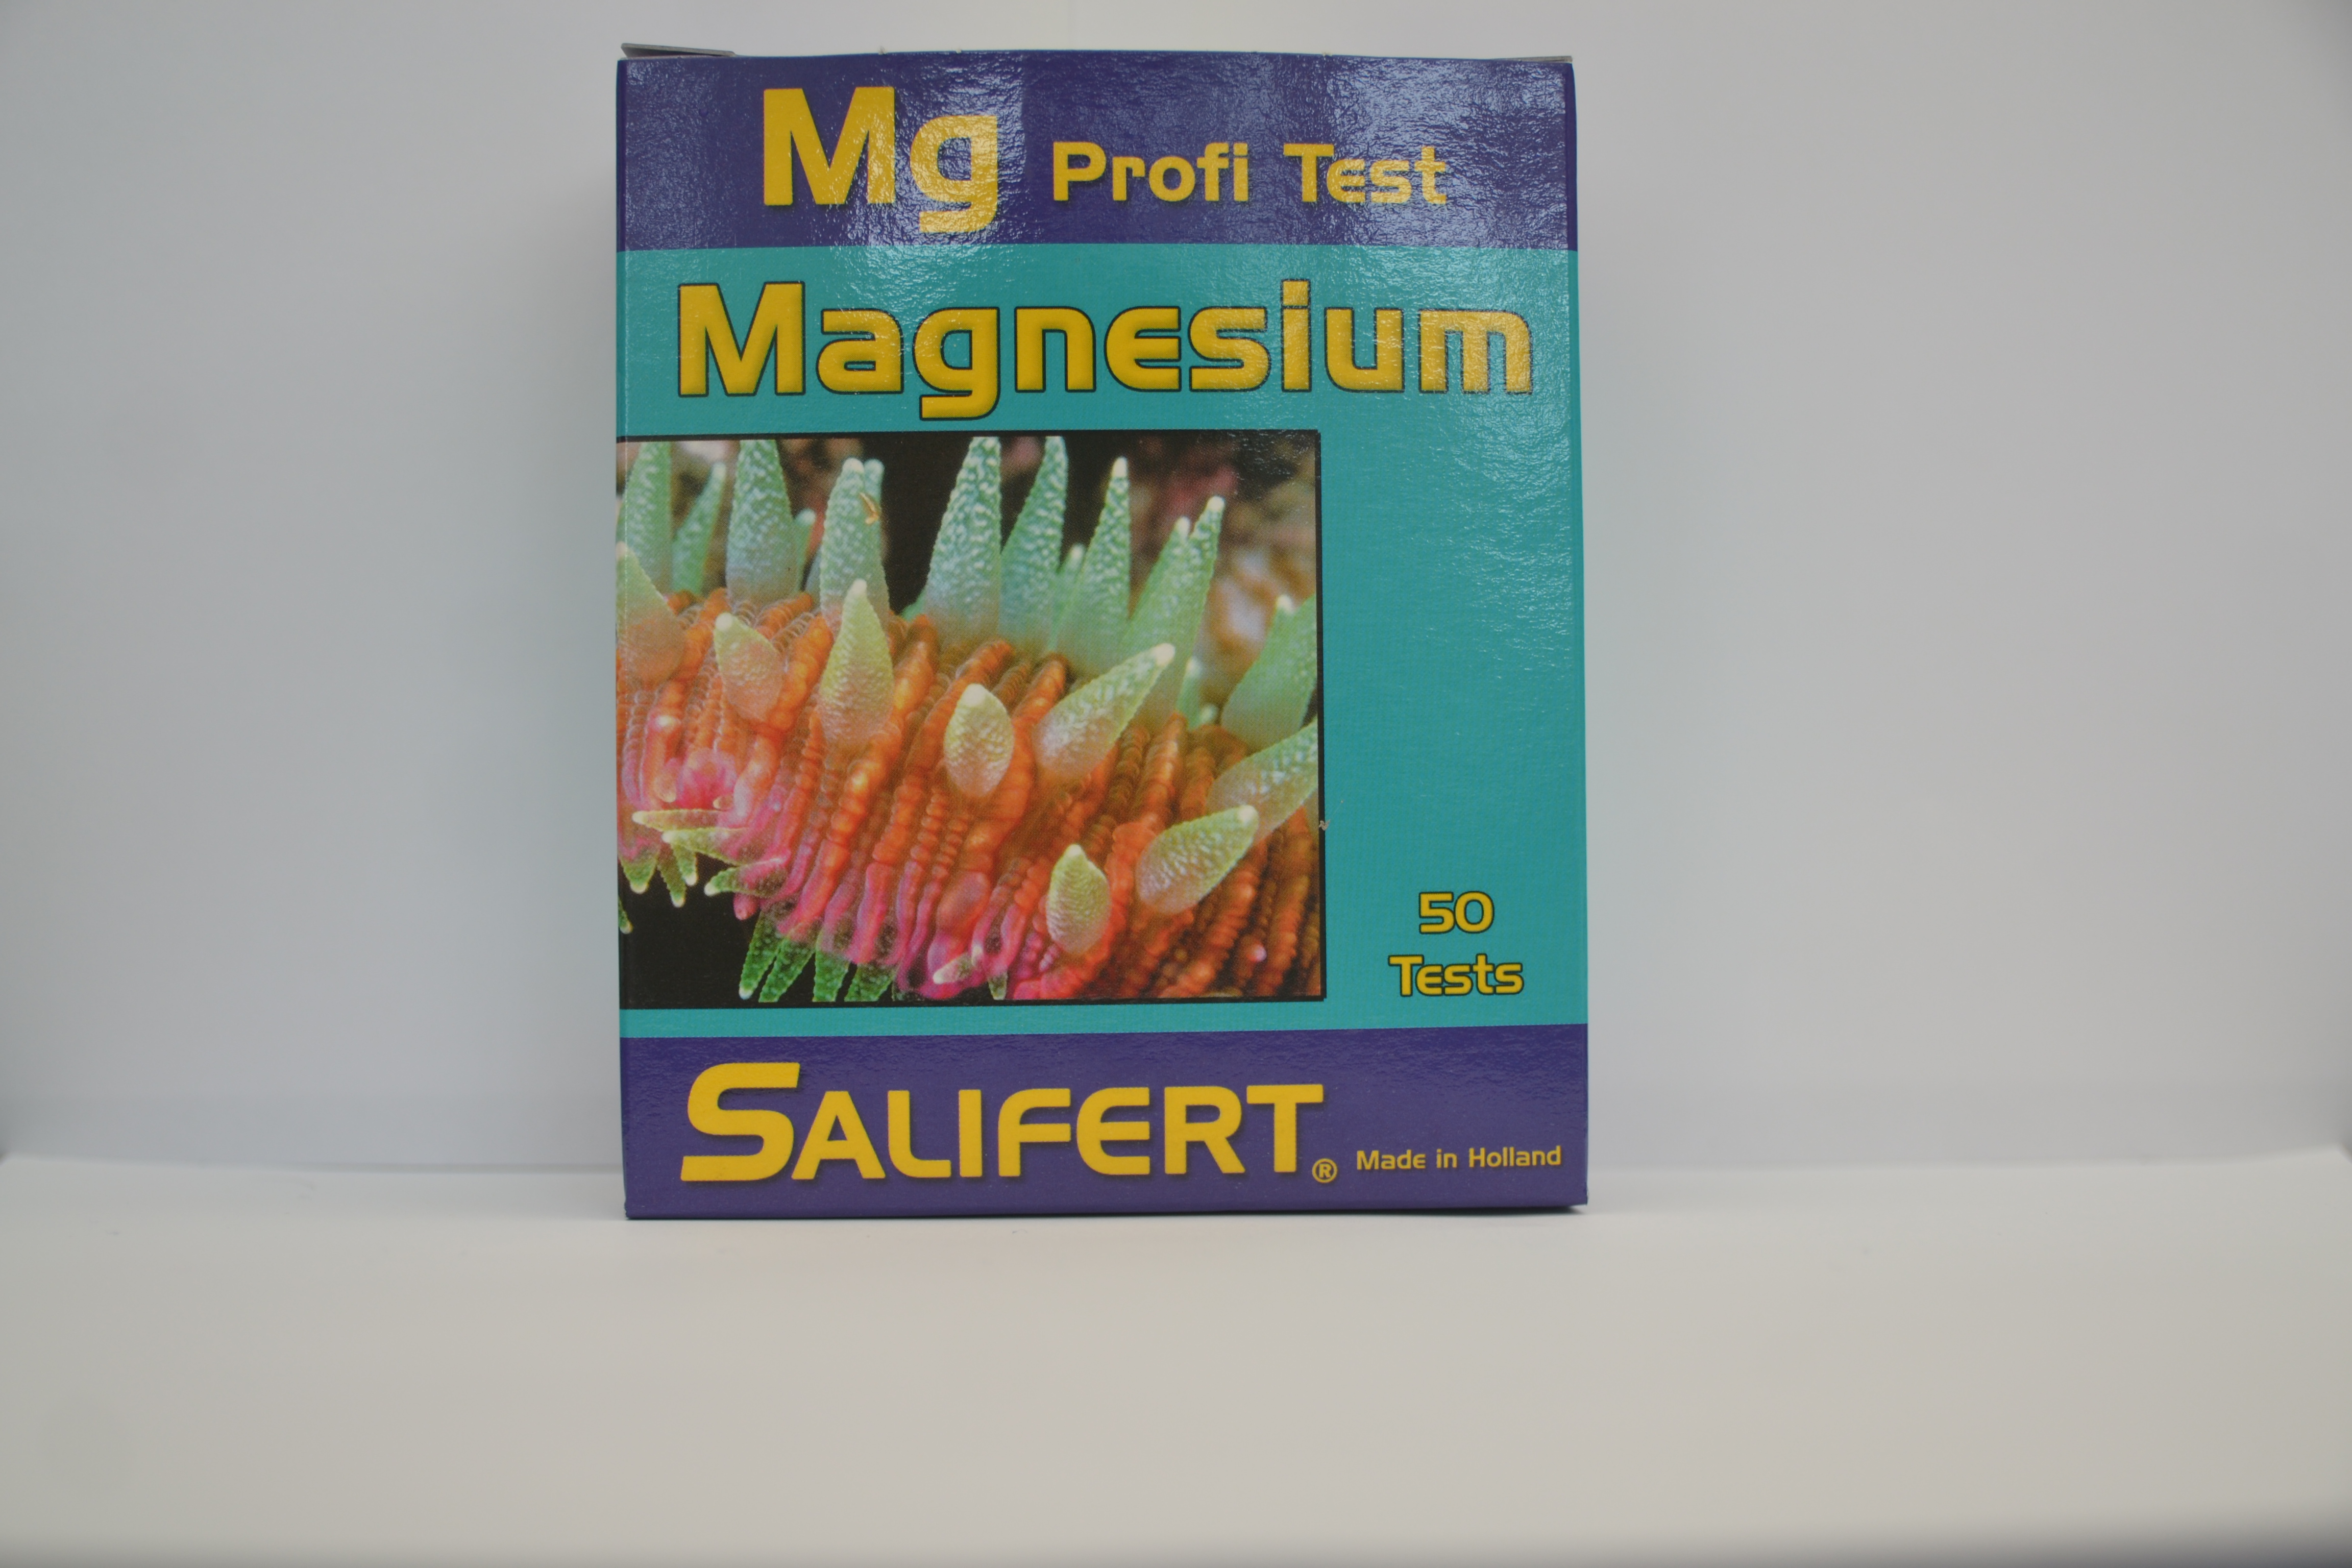 Mg Profi Test
Magnesium
50
Tests
SALIFERT® Made in Holland